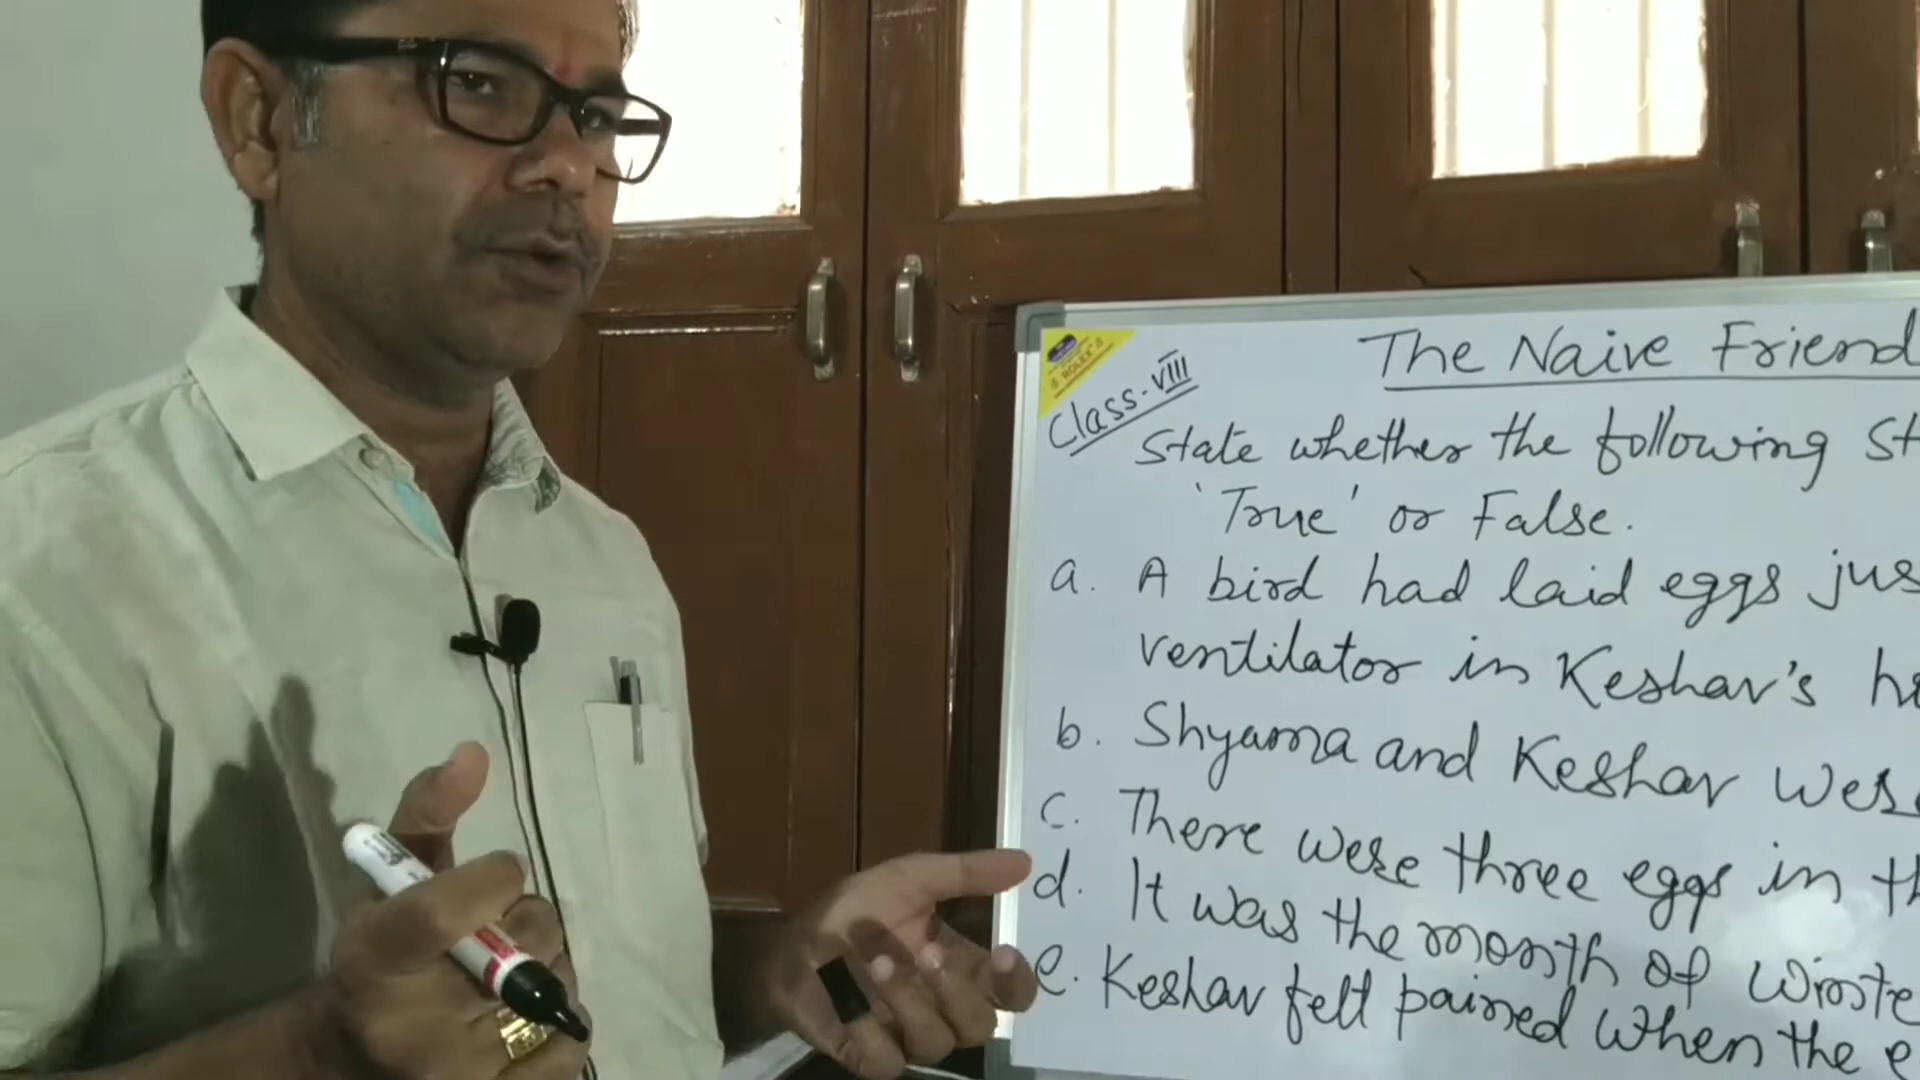 ROLEX
Class-VIII
The Naive Friend
State whether the following St
'True' or False.
a. A bird had laid eggs jus
ventilator in Keshav's h
b. Shyama and Keshav were
c. There were three eggs in th
d. It was the month of Winte
e. Keshav felt pained when the e